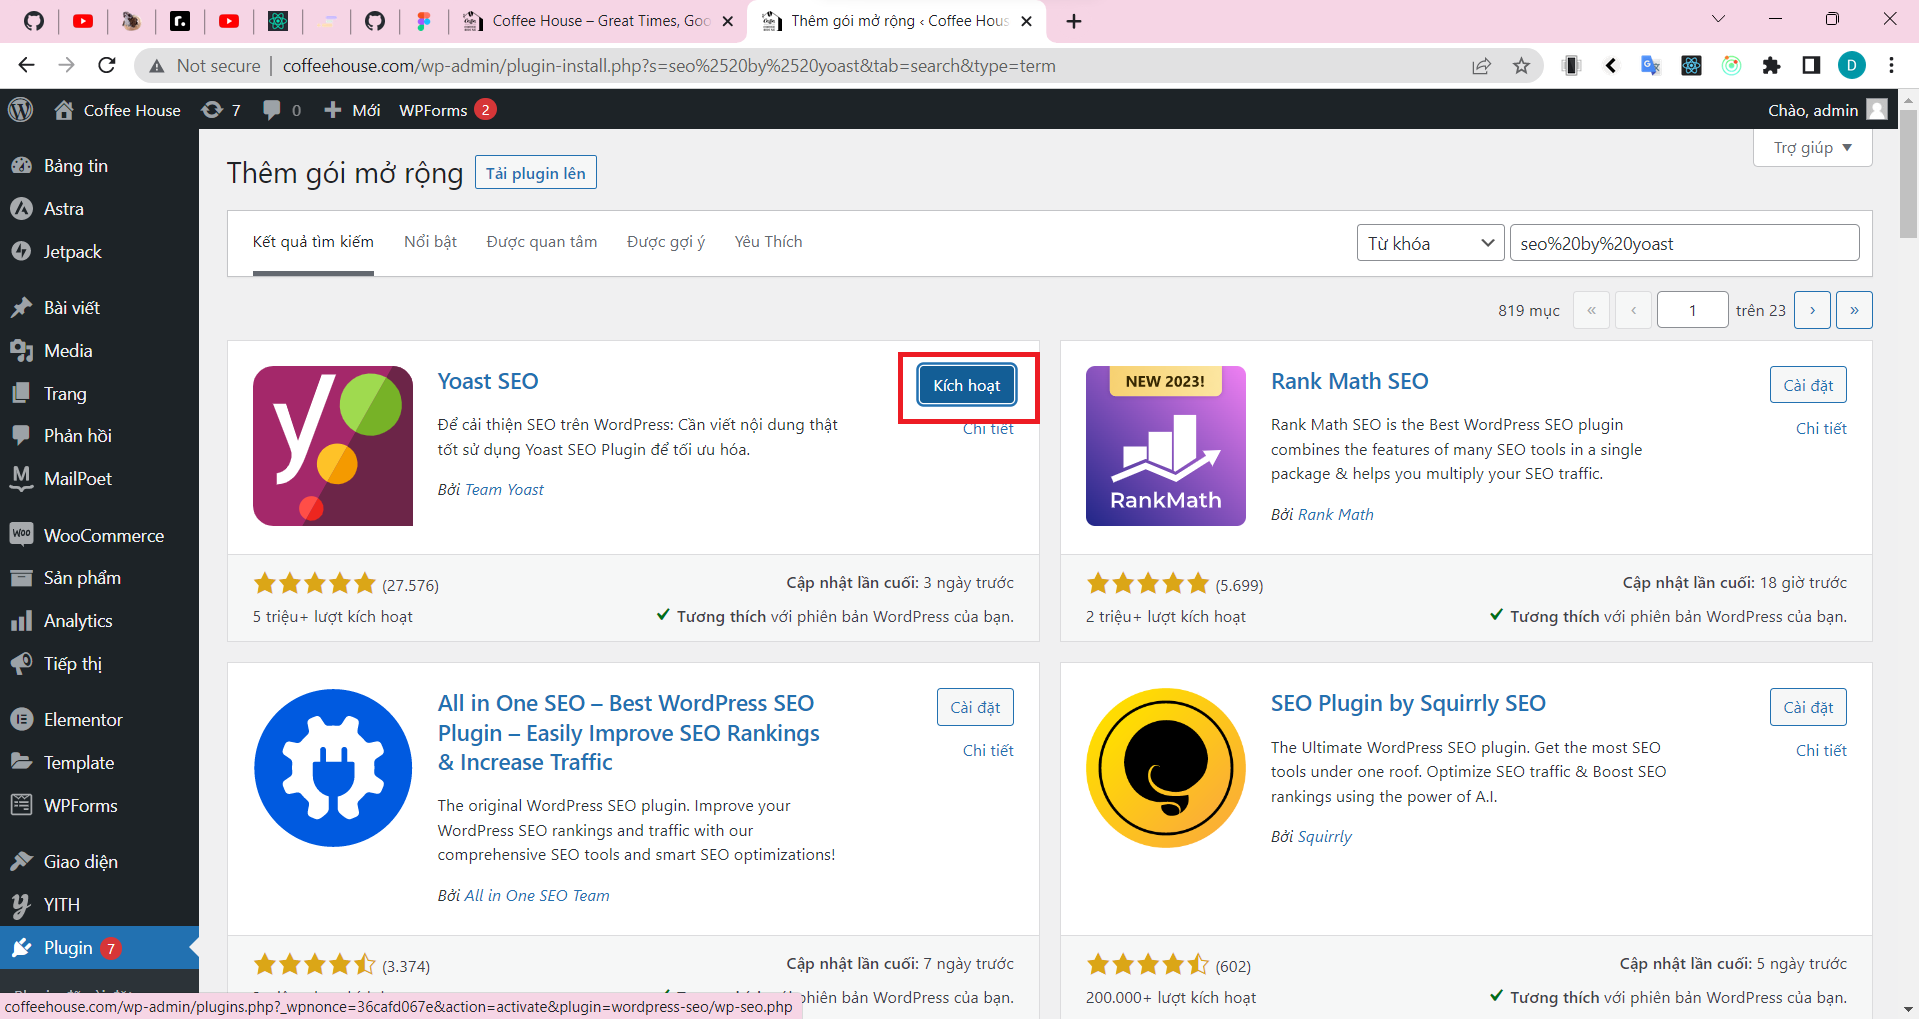 Coffee House – Great Times, Goo
Thêm gói mở rộng ‹ Coffee Hous
Not secure
coffeehouse.com/wp-admin/plugin-install.php?s=seo%2520by%2520yoast&tab=search&type=term
D
Coffee House
7
0
Mới
WPForms
2
Chào, admin
Bảng tin
Astra
Jetpack
Bài viết
Media
Trang
Phản hồi
MailPoet
WooCommerce
Sản phẩm
Analytics
Tiếp thị
Elementor
Template
WPForms
Giao diện
YITH
Plugin 7
Thêm gói mở rộng
Tải plugin lên
Trợ giúp
Kết quả tìm kiếm
Nổi bật
Được quan tâm
Được gợi ý
Yêu Thích
Từ khóa
seo%20by%20yoast
819 mục
«
‹
1
trên 23
›
»
Yoast SEO
Kích hoạt
Chi tiết
Để cải thiện SEO trên WordPress: Cần viết nội dung thật
tốt sử dụng Yoast SEO Plugin để tối ưu hóa.
Bởi Team Yoast
(27.576)
Cập nhật lần cuối: 3 ngày trước
5 triệu+ lượt kích hoạt
Tương thích với phiên bản WordPress của bạn.
NEW 2023!
RankMath
Rank Math SEO
Cài đặt
Chi tiết
Rank Math SEO is the Best WordPress SEO plugin
combines the features of many SEO tools in a single
package & helps you multiply your SEO traffic.
Bởi Rank Math
(5.699)
Cập nhật lần cuối: 18 giờ trước
2 triệu+ lượt kích hoạt
Tương thích với phiên bản WordPress của bạn.
All in One SEO – Best WordPress SEO
Plugin – Easily Improve SEO Rankings
& Increase Traffic
Cài đặt
Chi tiết
The original WordPress SEO plugin. Improve your
WordPress SEO rankings and traffic with our
comprehensive SEO tools and smart SEO optimizations!
Bởi All in One SEO Team
(3.374)
Cập nhật lần cuối: 7 ngày trước
phiên bản WordPress của bạn.
SEO Plugin by Squirrly SEO
Cài đặt
Chi tiết
The Ultimate WordPress SEO plugin. Get the most SEO
tools under one roof. Optimize SEO traffic & Boost SEO
rankings using the power of A.I.
Bởi Squirrly
(602)
Cập nhật lần cuối: 5 ngày trước
200.000+ lượt kích hoạt
Tương thích với phiên bản WordPress của bạn.
coffeehouse.com/wp-admin/plugins.php?_wpnonce=36cafd067e&action=activate&plugin=wordpress-seo/wp-seo.php